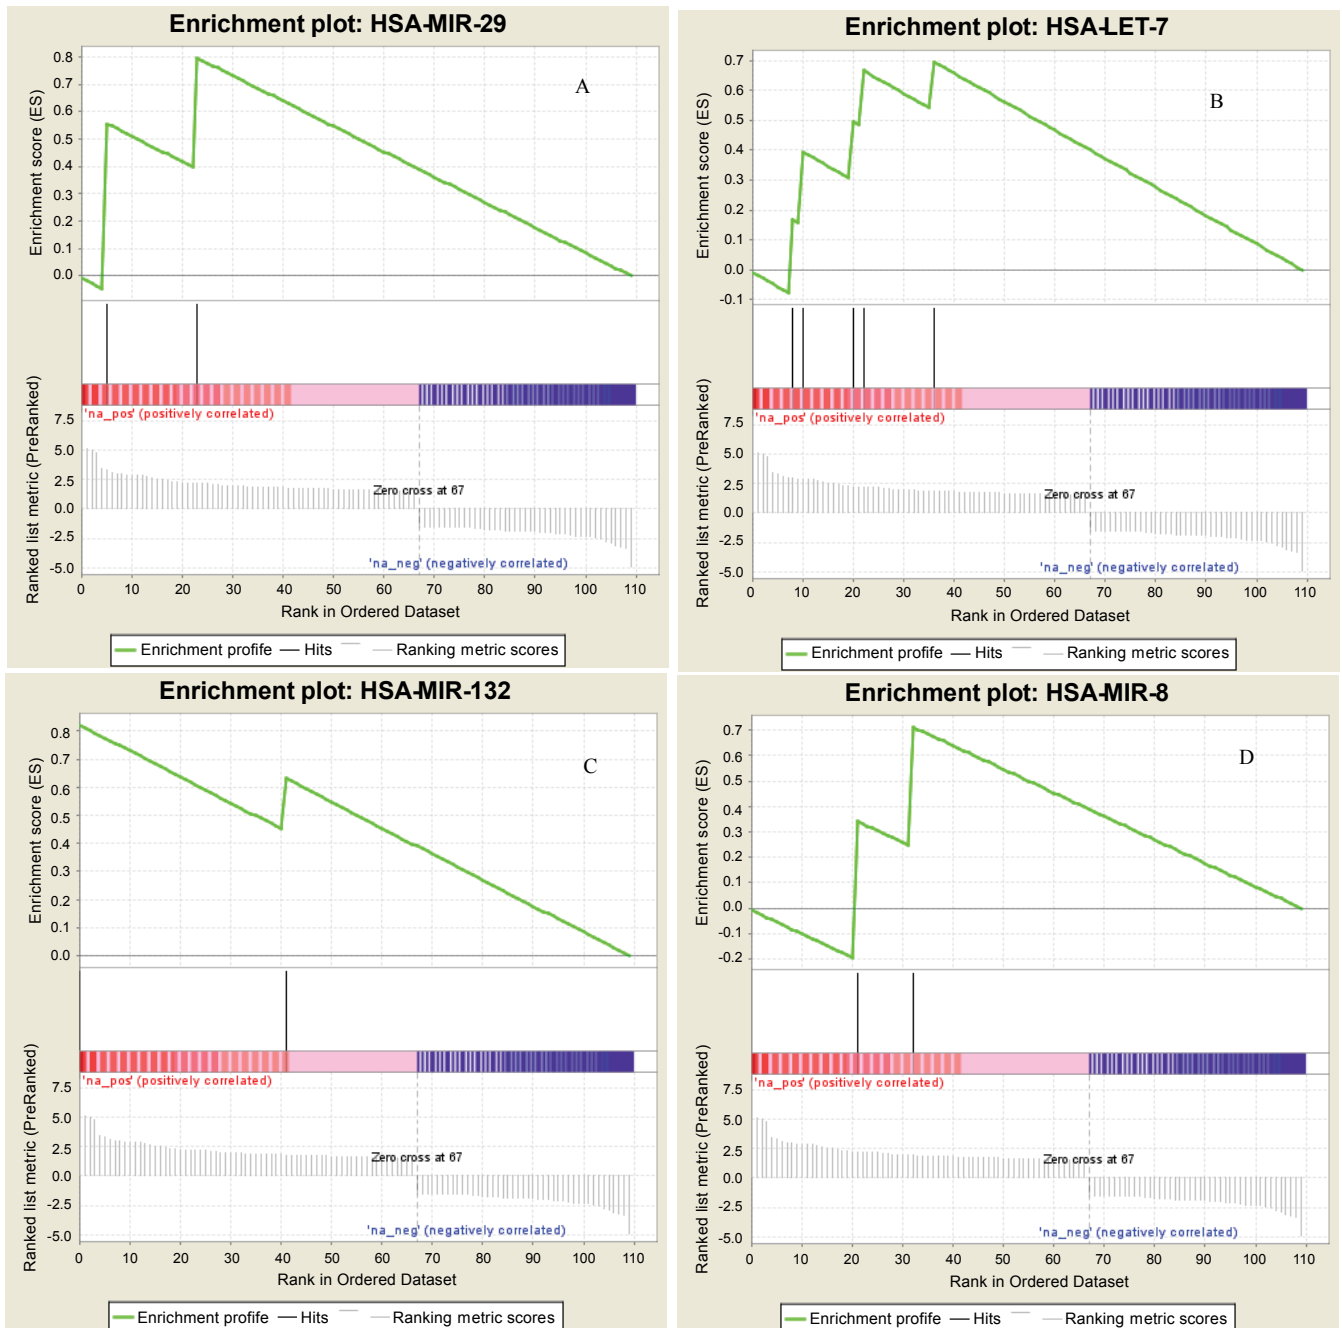 Enrichment plot: HSA-MIR-29
A
Enrichment score (ES)
0.8
0.7
0.6
0.5
0.4
0.3
0.2
0.1
0.0
'na_pos' (positively correlated)
Ranked list metric (PreRanked)
7.5
5.0
2.5
0.0
-2.5
-5.0
Zero cross at 67
'na_neg' (negatively correlated)
0 10 20 30 40 50 60 70 80 90 100 110
Rank in Ordered Dataset
Enrichment profife Hits Ranking metric scores
Enrichment plot: HSA-LET-7
B
Enrichment score (ES)
0.7
0.6
0.5
0.4
0.3
0.2
0.1
0.0
-0.1
'na_pos' (positively correlated)
Ranked list metric (PreRanked)
7.5
5.0
2.5
0.0
-2.5
-5.0
Zero cross at 67
'na_neg' (negatively correlated)
0 10 20 30 40 50 60 70 80 90 100 110
Rank in Ordered Dataset
Enrichment profife Hits Ranking metric scores
Enrichment plot: HSA-MIR-132
C
Enrichment score (ES)
0.8
0.7
0.6
0.5
0.4
0.3
0.2
0.1
0.0
'na_pos' (positively correlated)
Ranked list metric (PreRanked)
7.5
5.0
2.5
0.0
-2.5
-5.0
Zero cross at 67
'na_neg' (negatively correlated)
0 10 20 30 40 50 60 70 80 90 100 110
Rank in Ordered Dataset
Enrichment profife Hits Ranking metric scores
Enrichment plot: HSA-MIR-8
D
Enrichment score (ES)
0.7
0.6
0.5
0.4
0.3
0.2
0.1
0.0
-0.1
-0.2
'na_pos' (positively correlated)
Ranked list metric (PreRanked)
7.5
5.0
2.5
0.0
-2.5
-5.0
Zero cross at 67
'na_neg' (negatively correlated)
0 10 20 30 40 50 60 70 80 90 100 110
Rank in Ordered Dataset
Enrichment profife Hits Ranking metric scores